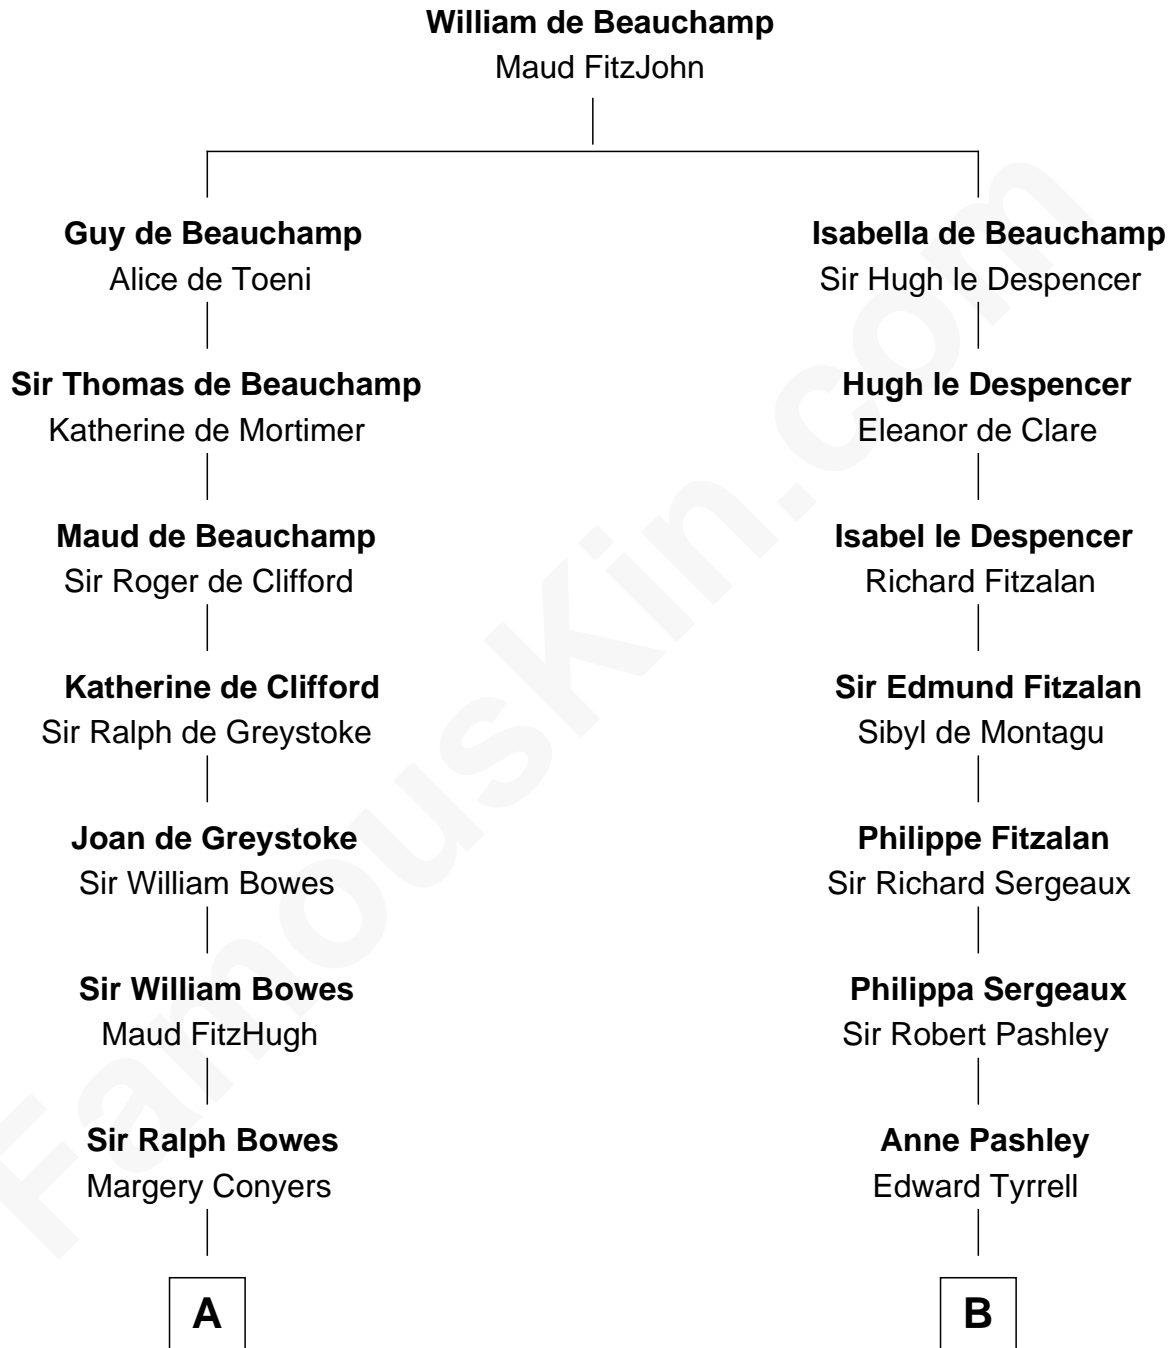 William de Beauchamp
Maud FitzJohn
Guy de Beauchamp
Alice de Toeni
Isabella de Beauchamp
Sir Hugh le Despencer
Sir Thomas de Beauchamp
Katherine de Mortimer
Hugh le Despencer
Eleanor de Clare
Maud de Beauchamp
Sir Roger de Clifford
Isabel le Despencer
Richard Fitzalan
Katherine de Clifford
Sir Ralph de Greystoke
Sir Edmund Fitzalan
Sibyl de Montagu
Joan de Greystoke
Sir William Bowes
Philippe Fitzalan
Sir Richard Sergeaux
Sir William Bowes
Maud FitzHugh
Philippa Sergeaux
Sir Robert Pashley
Sir Ralph Bowes
Margery Conyers
Anne Pashley
Edward Tyrrell
A
B
FamousKin.com